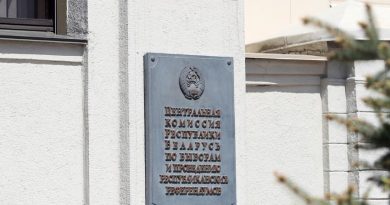 ЦЕНТРАЛЬНАЯ
КОМИССИЯ
РЕСПУБЛИКИ
БЕЛАРУСЬ
ПО ВЫБОРАМ
И ПРОВЕДЕНИЮ
РЕСПУБЛИКАНСКИХ
РЕФЕРЕНДУМОВ